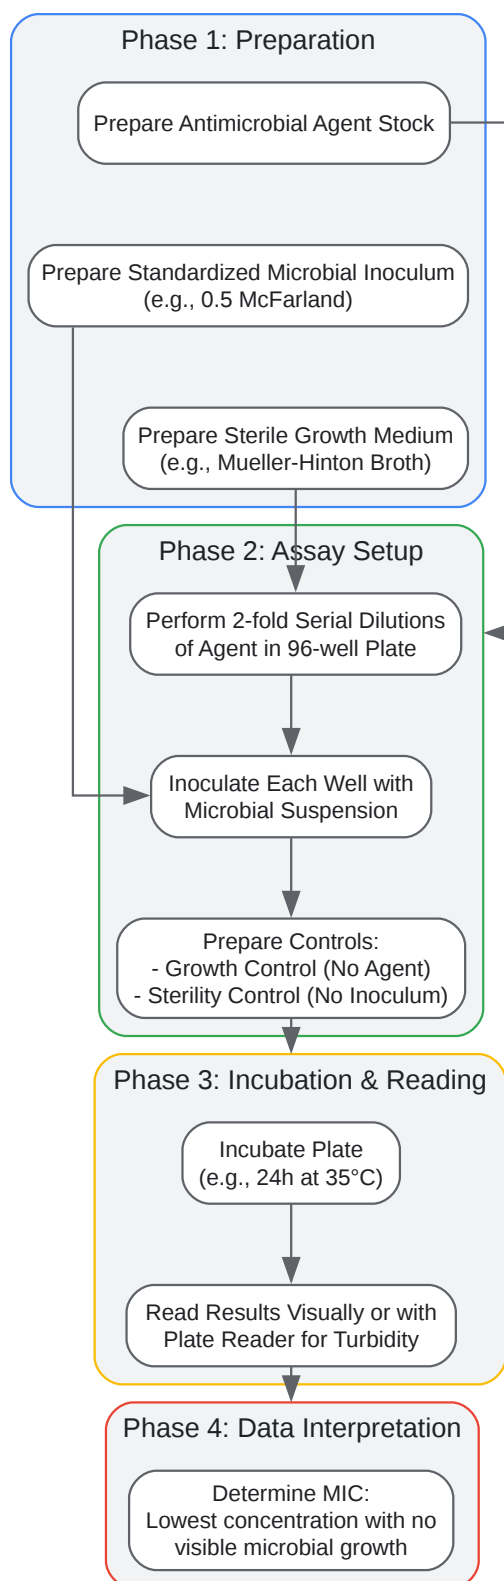 Phase 1: Preparation
Prepare Antimicrobial Agent Stock
Prepare Standardized Microbial Inoculum
(e.g., 0.5 McFarland)
Prepare Sterile Growth Medium
(e.g., Mueller-Hinton Broth)
Phase 2: Assay Setup
Perform 2-fold Serial Dilutions
of Agent in 96-well Plate
Inoculate Each Well with
Microbial Suspension
Prepare Controls:
- Growth Control (No Agent)
- Sterility Control (No Inoculum)
Phase 3: Incubation & Reading
Incubate Plate
(e.g., 24h at 35°C)
Read Results Visually or with
Plate Reader for Turbidity
Phase 4: Data Interpretation
Determine MIC:
Lowest concentration with no
visible microbial growth